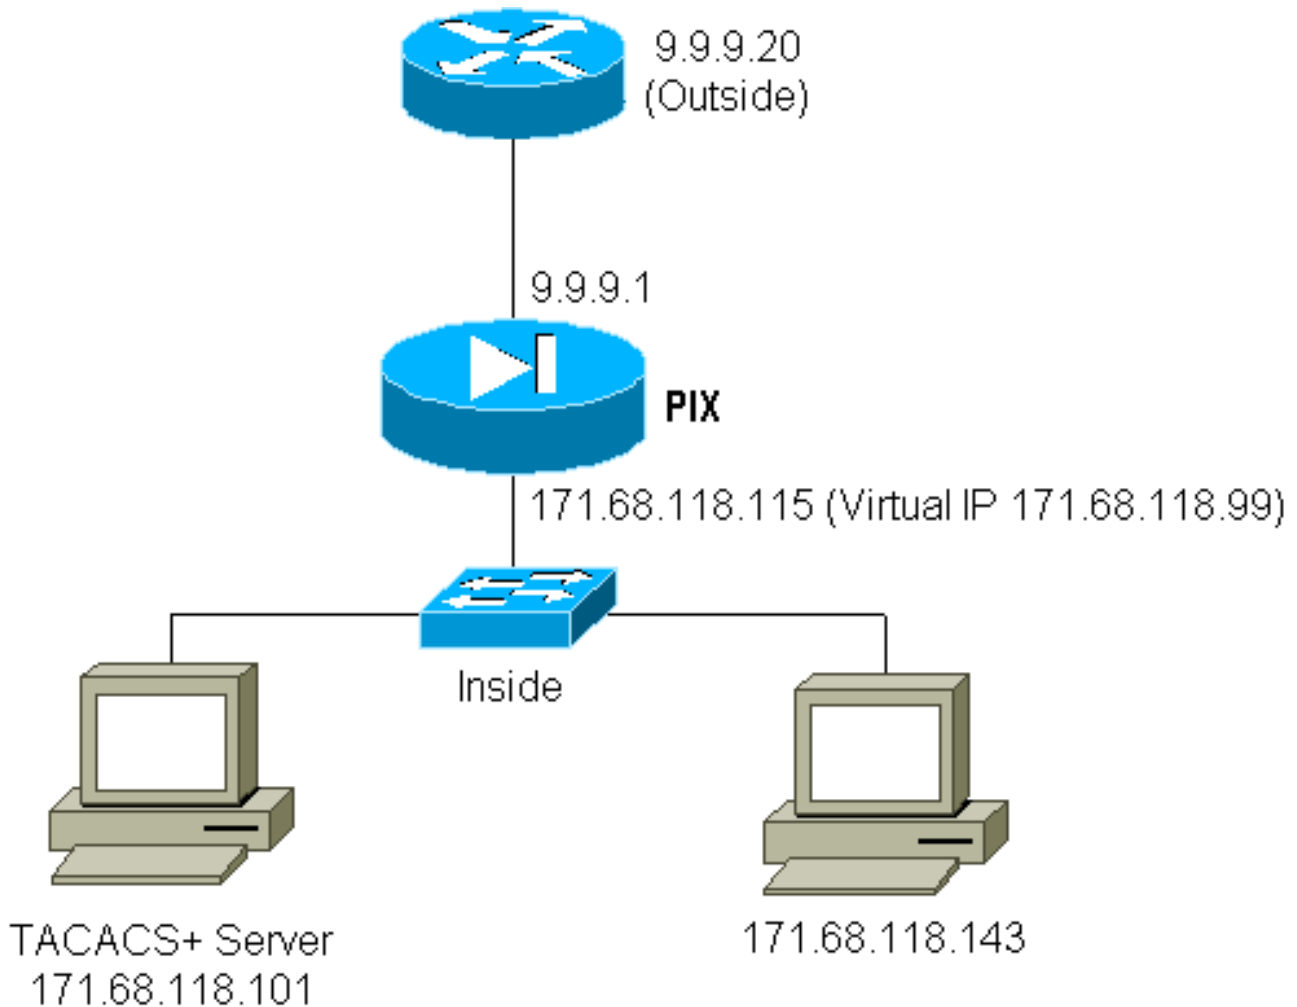 9.9.9.20
(Outside)
9.9.9.1
PIX
171.68.118.115 (Virtual IP 171.68.118.99)
Inside
TACACS+ Server
171.68.118.101
171.68.118.143